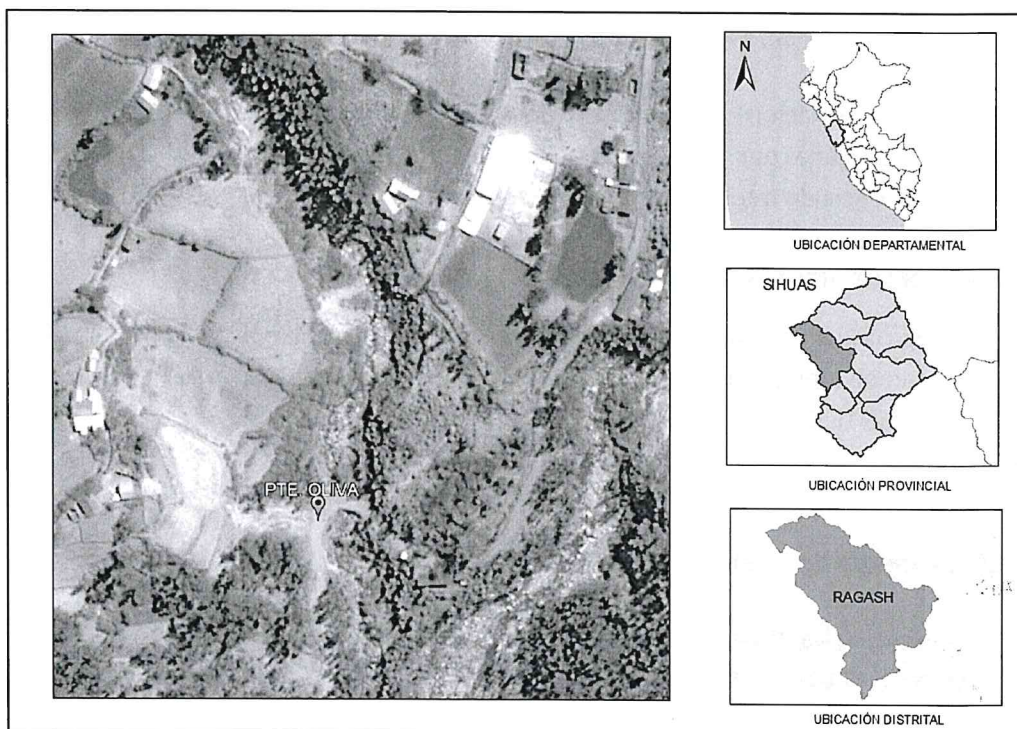 N
UBICACIÓN DEPARTAMENTAL
SIHUAS
UBICACIÓN PROVINCIAL
PTE. OLIVA
RAGASH
UBICACIÓN DISTRITAL